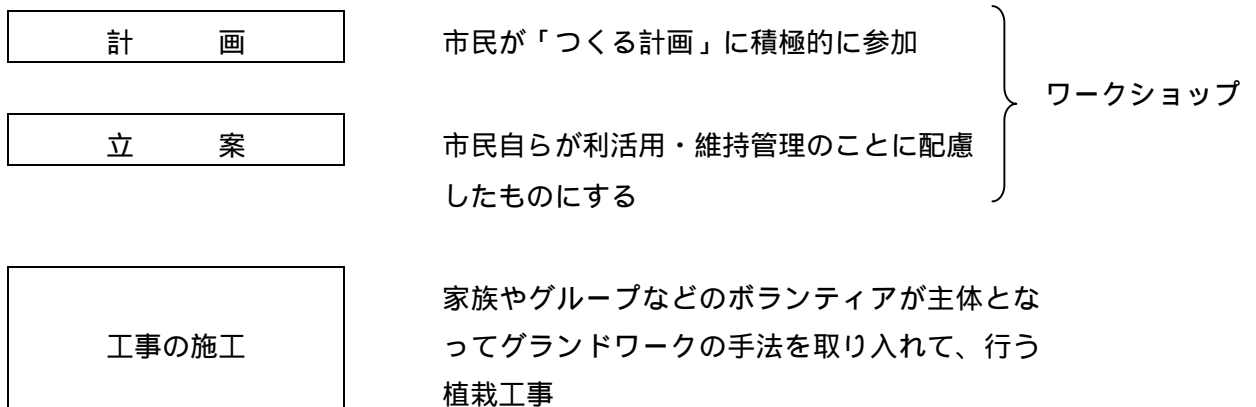 計　画
市民が「つくる計画」に積極的に参加
ワークショップ
立　案
市民自らが利活用・維持管理のことに配慮
したものにする
家族やグループなどのボランティアが主体とな
工事の施工
ってグランドワークの手法を取り入れて、行う
植栽工事